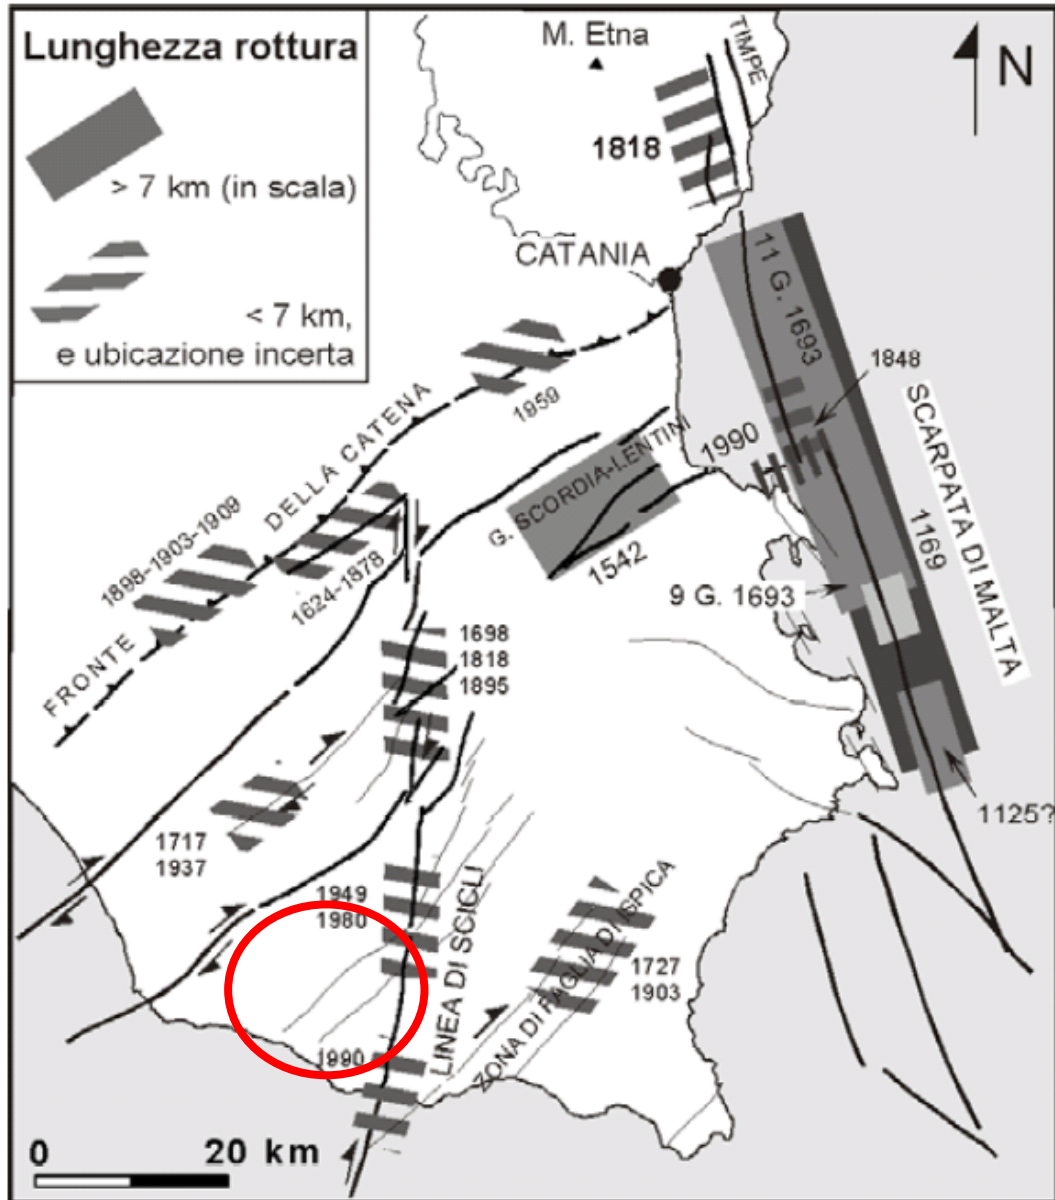 Lunghezza rottura
> 7 km (in scala)
< 7 km,
e ubicazione incerta
M. Etna
TIMPE
N
1818
CATANIA
11 G. 1693
1848
1959
SCARPATA DI MALTA
1990
G. SCORDIA-LENTINI
FRONTE DELLA CATENA
1898-1903-1909
1624-1878
1542
1169
9 G. 1693
1698
1818
1895
1125?
1717
1937
1949
1980
LINEA DI SCICLI
ZONA DI FAGLIA DI ISPICA
1727
1903
1990
0 20 km